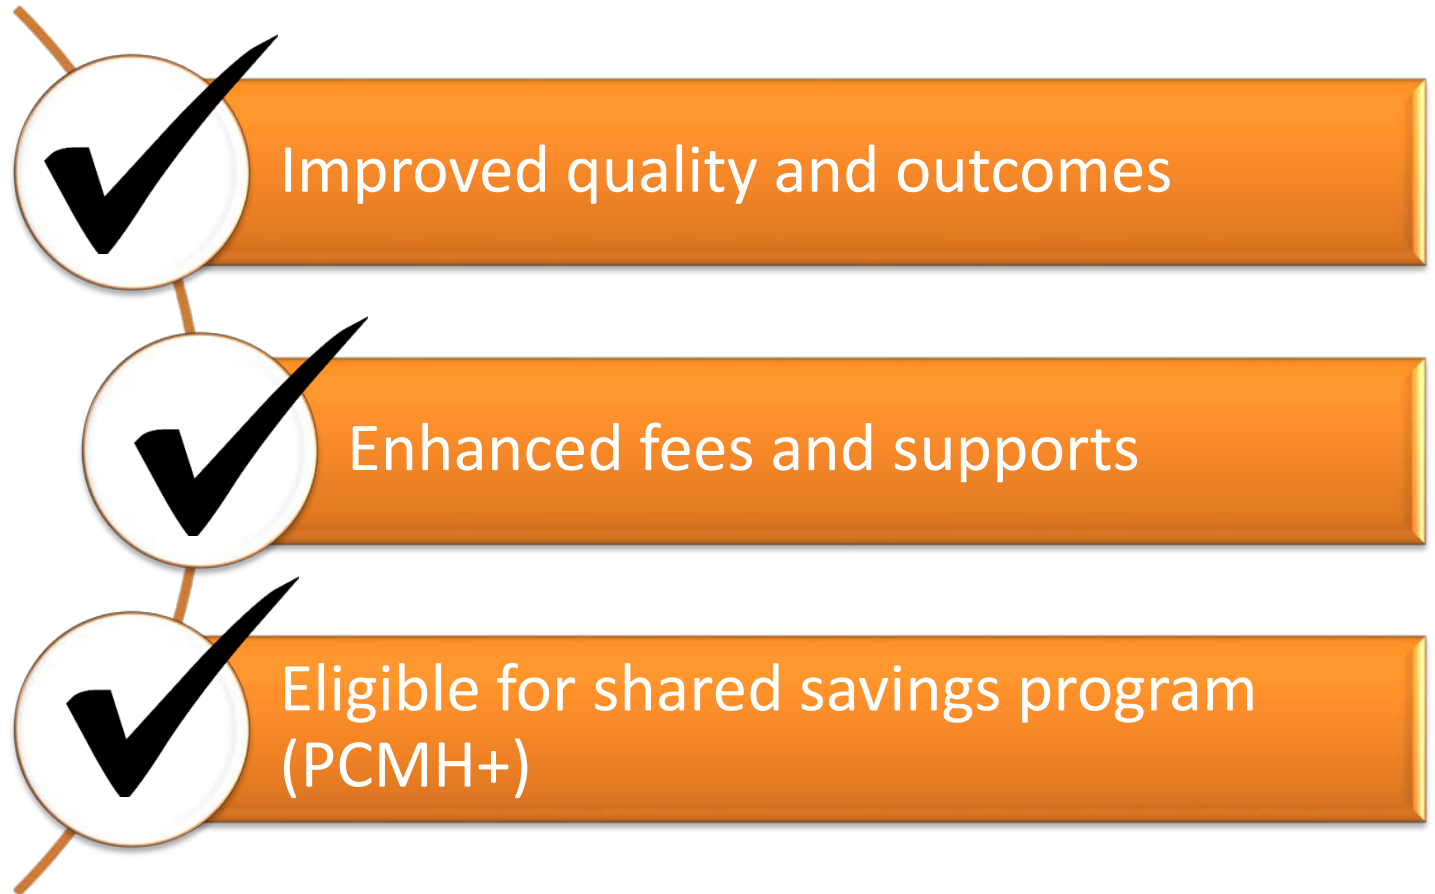 Improved quality and outcomes
Enhanced fees and supports
Eligible for shared savings program
(PCMH+)